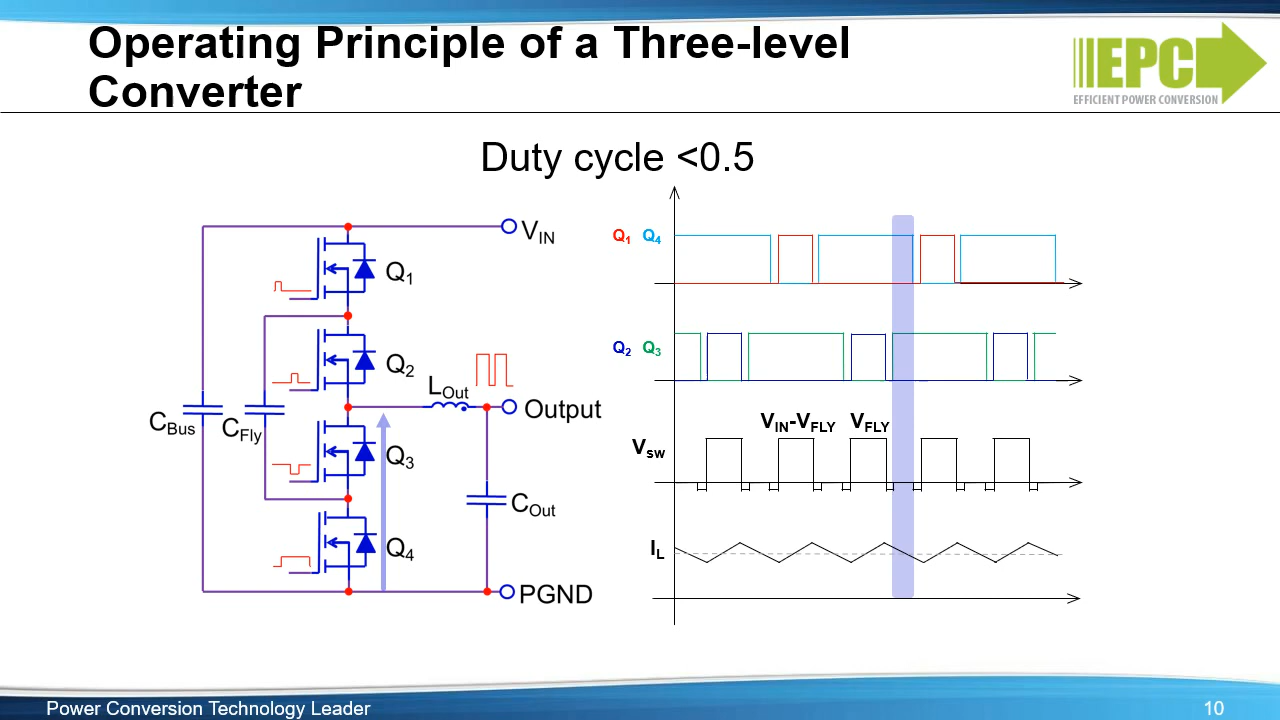 Operating Principle of a Three-level
Converter
EPC
EFFICIENT POWER CONVERSION
Duty cycle <0.5
VIN
Q1
Q2
LOut
Output
CBus
CFly
Q3
COut
Q4
PGND
Q1 Q4
Q2 Q3
VIN-VFLY VFLY
VSW
IL
Power Conversion Technology Leader
10